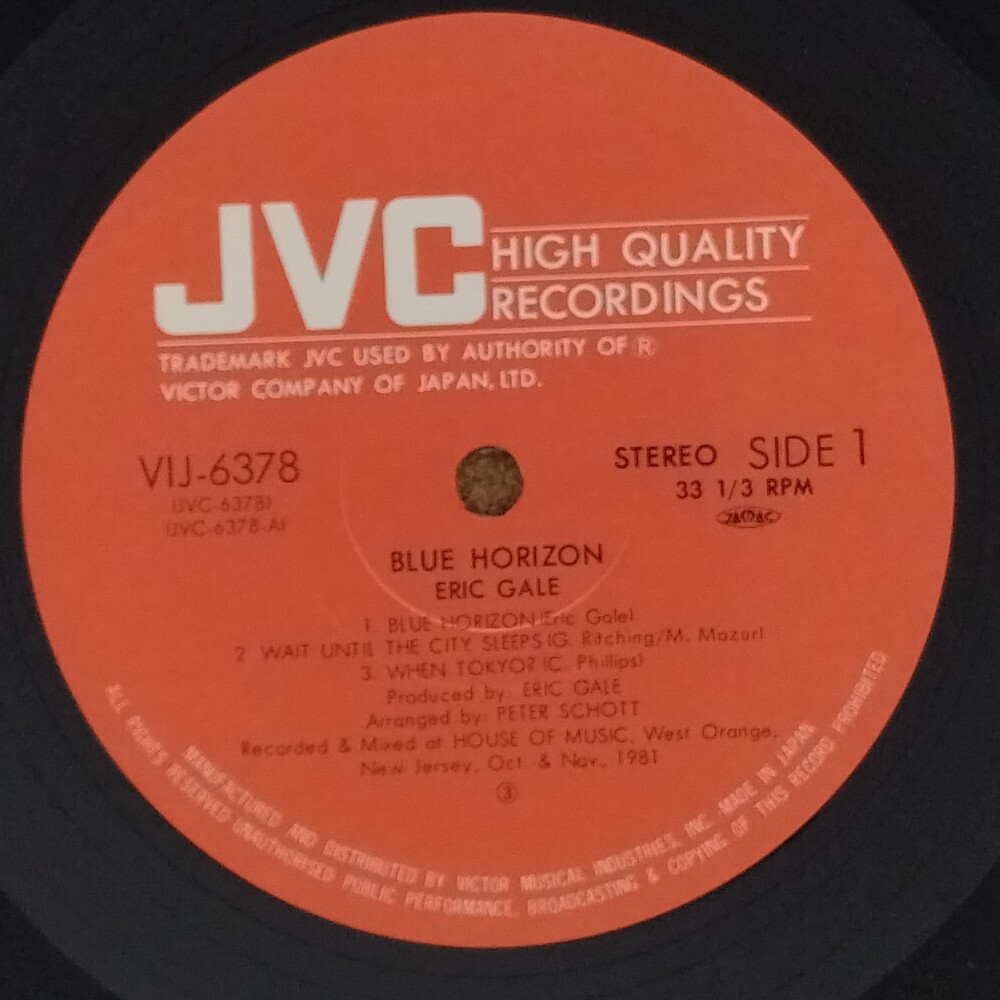 JVC
HIGH QUALITY
RECORDINGS
TRADEMARK JVC USED BY AUTHORITY OF ®
VICTOR COMPANY OF JAPAN, LTD.
VIJ-6378
(JVC-6378)
(JVC-6378-A)
STEREO SIDE 1
33 1/3 RPM
JASRAC
BLUE HORIZON
ERIC GALE
1. BLUE HORIZON (Eric Gale)
2 WAIT UNTIL THE CITY SLEEPS (G. Ritching/M. Mazur)
3. WHEN TOKYO? (C. Phillips)
Produced by: ERIC GALE
Arranged by: PETER SCHOTT
Recorded & Mixed at HOUSE OF MUSIC, West Orange,
New Jersey, Oct. & Nov., 1981
③
MANUFACTURED AND DISTRIBUTED BY VICTOR MUSICAL INDUSTRIES, INC. MADE IN JAPAN
ALL RIGHTS RESERVED UNAUTHORISED PUBLIC PERFORMANCE, BROADCASTING & COPYING OF THIS RECORD PROHIBITED